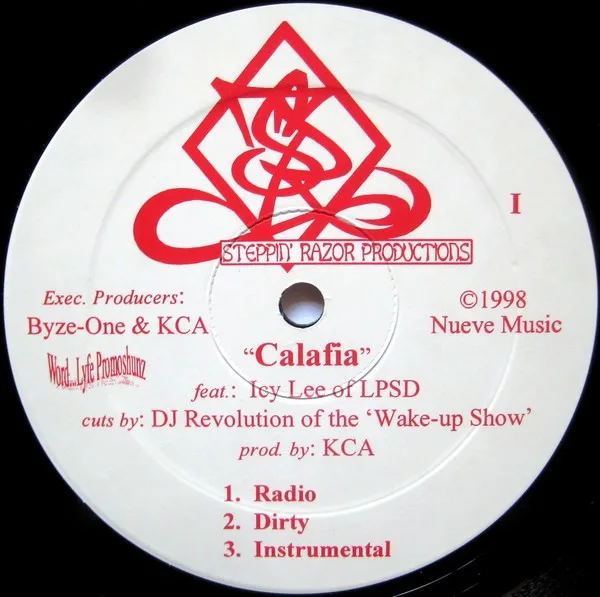 STEPPIN' RAZOR PRODUCTIONS
I
Exec. Producers:
Byze-One & KCA
Word...Lyfe Promoshunz
©1998
Nueve Music
“Calafia”
feat.: Icy Lee of LPSD
cuts by: DJ Revolution of the ‘Wake-up Show’
prod. by: KCA
1. Radio
2. Dirty
3. Instrumental